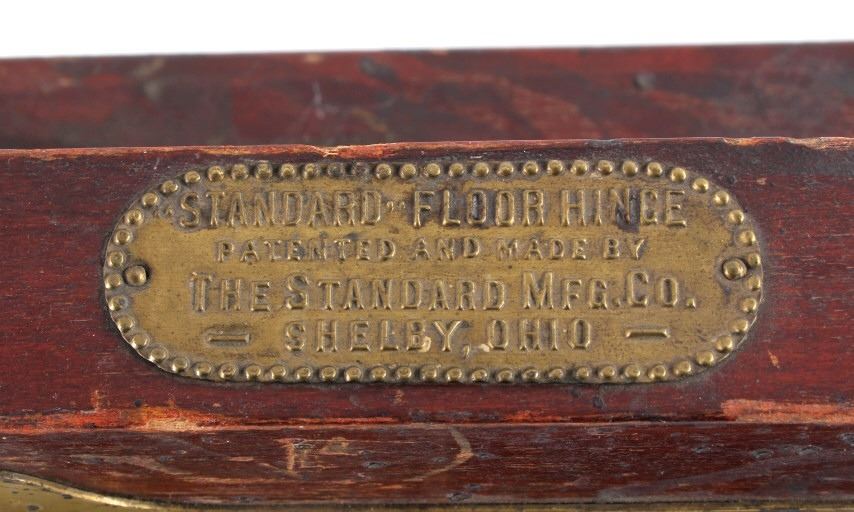 "STANDARD" FLOOR HINGE
PATENTED AND MADE BY
THE STANDARD MFG. CO.
SHELBY, OHIO